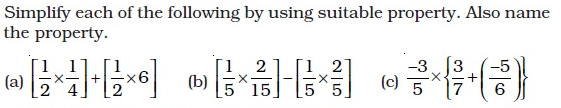 Simplify each of the following by using suitable property. Also name
the property.
(a) [1/2 × 1/4] + [1/2 × 6] (b) [1/5 × 2/15] − [1/5 × 2/5] (c) −3/5 × {3/7 + (−5/6)}